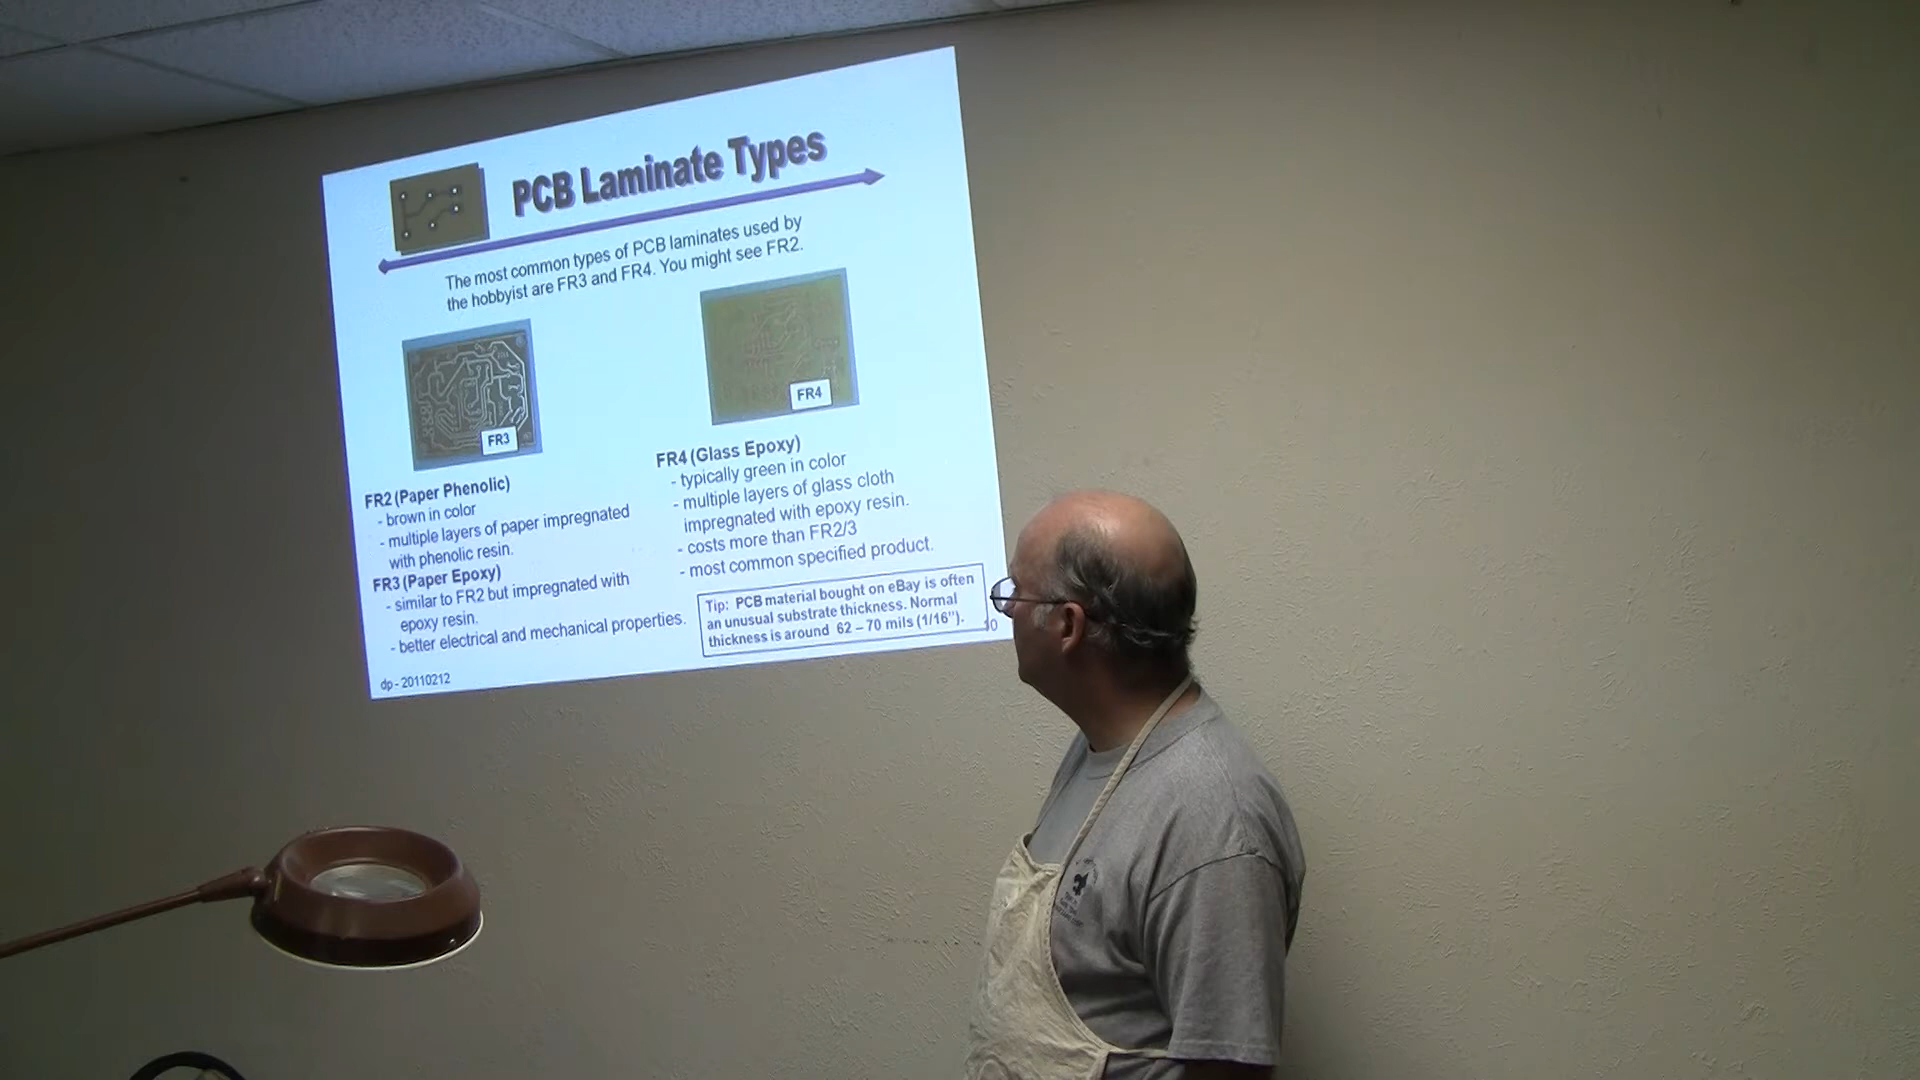 PCB Laminate Types
The most common types of PCB laminates used by
the hobbyist are FR3 and FR4. You might see FR2.
FR3
FR4
FR2 (Paper Phenolic)
- brown in color
- multiple layers of paper impregnated
with phenolic resin.
FR3 (Paper Epoxy)
- similar to FR2 but impregnated with
epoxy resin.
- better electrical and mechanical properties.
FR4 (Glass Epoxy)
- typically green in color
- multiple layers of glass cloth
impregnated with epoxy resin.
- costs more than FR2/3
- most common specified product.
Tip: PCB material bought on eBay is often
an unusual substrate thickness. Normal
thickness is around 62 – 70 mils (1/16").
dp - 20110212